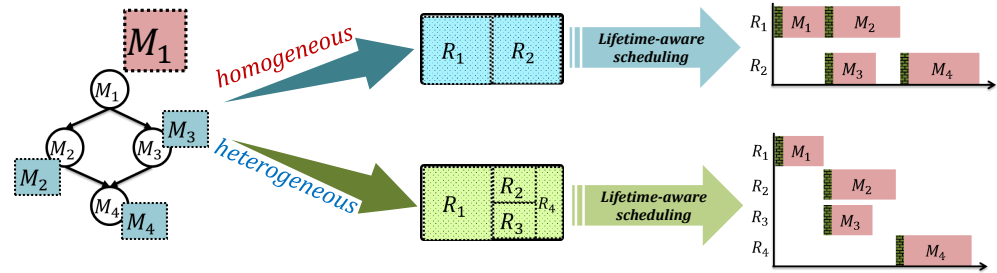 M₁
M₁
M₂
M₃
M₃
M₂
M₄
M₄
homogeneous
heterogeneous
R₁ R₂
R₁
R₂
R₃
R₄
Lifetime-aware
scheduling
Lifetime-aware
scheduling
R₁ M₁ M₂
R₂ M₃ M₄
R₁ M₁
R₂ M₂
R₃ M₃
R₄ M₄